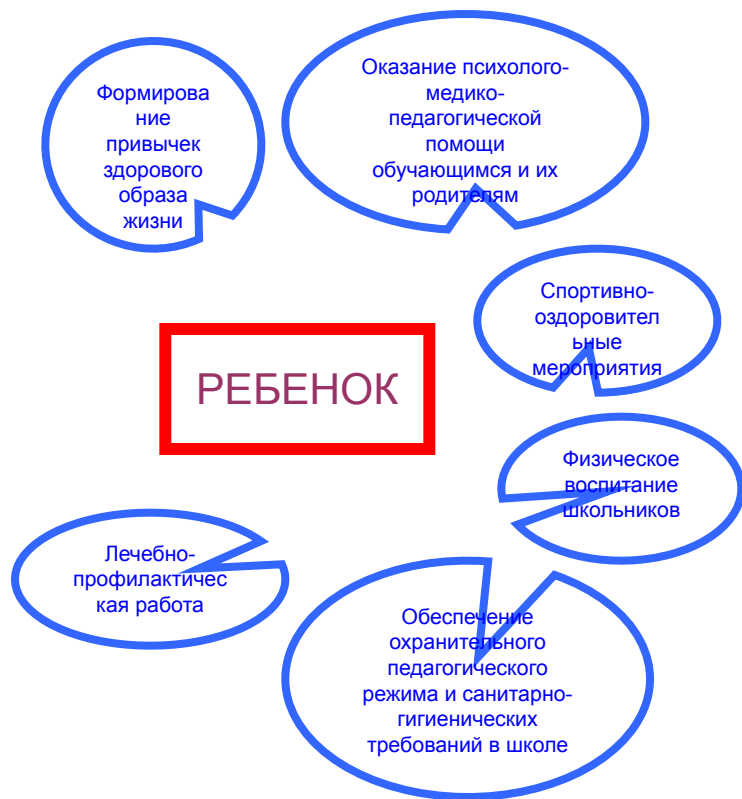 Формирова
ние
привычек
здорового
образа
жизни
Оказание психолого-
медико-
педагогической
помощи
обучающимся и их
родителям
Спортивно-
оздоровител
ьные
мероприятия
РЕБЕНОК
Физическое
воспитание
школьников
Лечебно-
профилактичес
кая работа
Обеспечение
охранительного
педагогического
режима и санитарно-
гигиенических
требований в школе